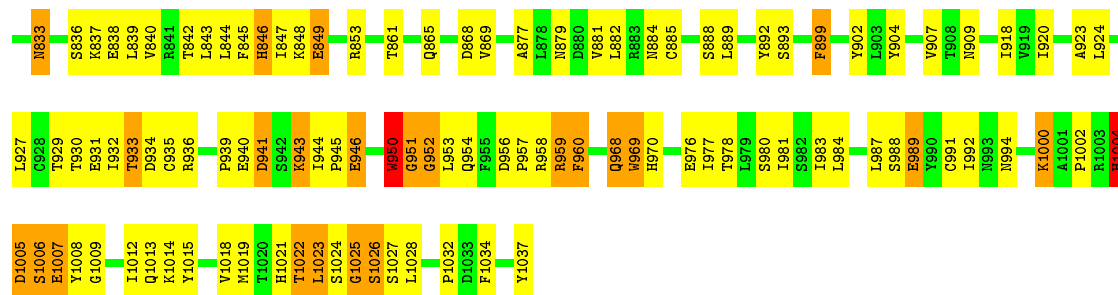 N833 S836 K837 E838 L839 V840 R841 T842 L843 L844 F845 H846 I847 K848 E849 R853 T861 Q865 D868 V869 A877 L878 N879 D880 V881 L882 R883 N884 C885 S888 L889 Y892 S893 F899 Y902 L903 Y904 V907 T908 N909 I918 V919 I920 A923 L924
L927 C928 T929 T930 E931 I932 T933 D934 C935 R936 P939 E940 D941 S942 K943 I944 P945 E946 W950 G951 G952 L953 Q954 F955 D956 P957 R958 R959 F960 Q968 W969 H970 E976 I977 T978 L979 S980 I981 S982 I983 L984 L987 S988 E989 Y990 C991 I992 N993 N994 K1000 A1001 P1002 R1003
D1005 S1006 E1007 Y1008 G1009 I1012 Q1013 K1014 Y1015 V1018 M1019 T1020 H1021 T1022 L1023 S1024 G1025 S1026 S1027 L1028 P1032 D1033 F1034 Y1037